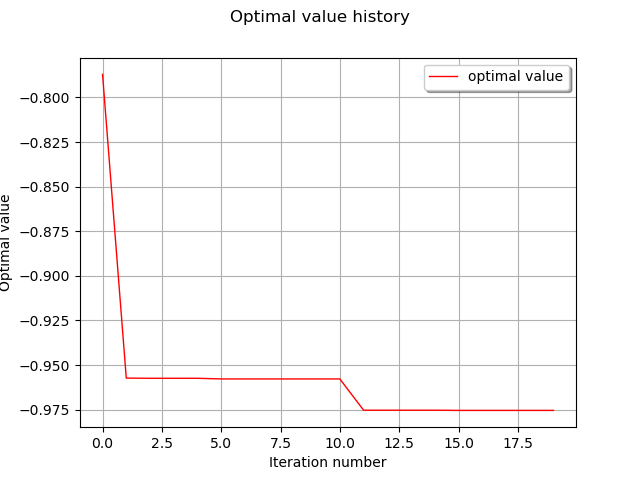 Optimal value history
optimal value
Optimal value
−0.800
−0.825
−0.850
−0.875
−0.900
−0.925
−0.950
−0.975
0.0 2.5 5.0 7.5 10.0 12.5 15.0 17.5
Iteration number